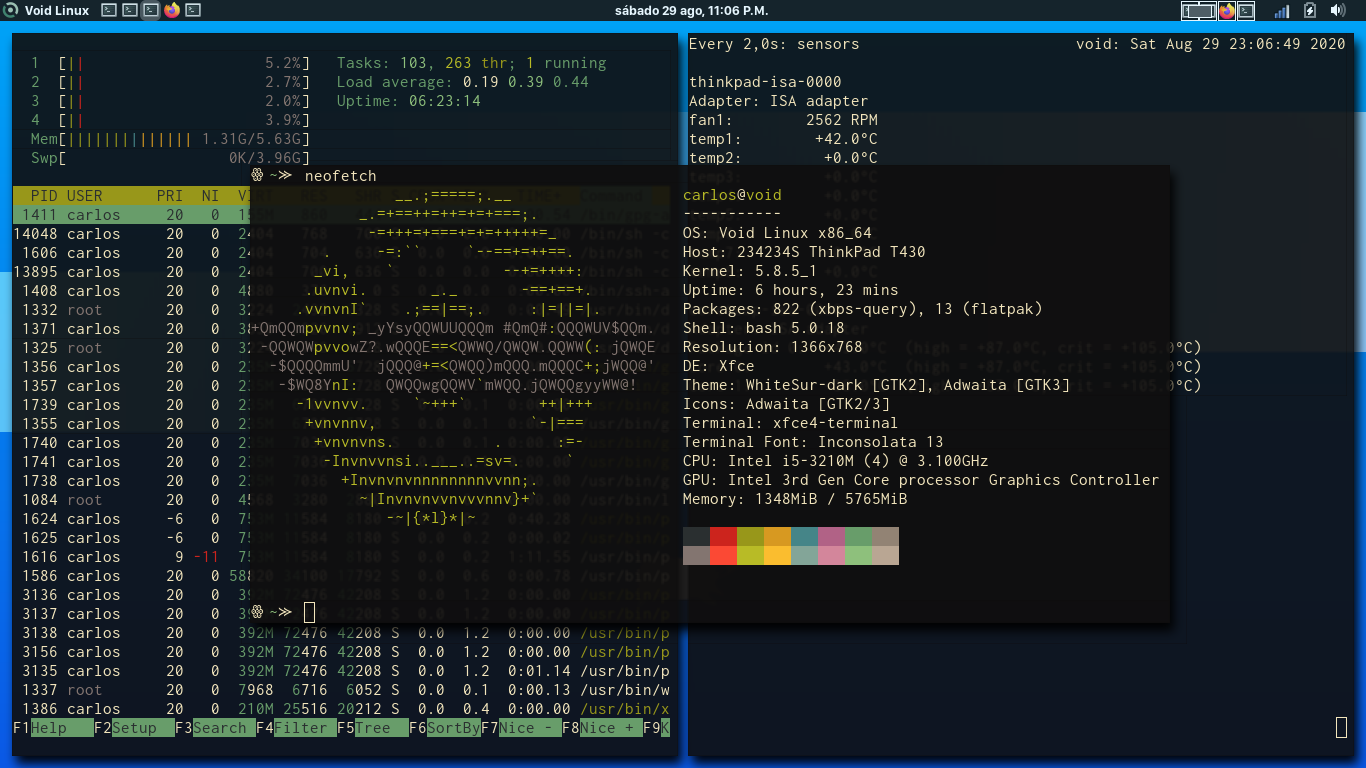 Void Linux
sábado 29 ago, 11:06 P.M.
1 [|| 5.2%] Tasks: 103, 263 thr; 1 running
2 [|| 2.7%] Load average: 0.19 0.39 0.44
3 [|| 2.0%] Uptime: 06:23:14
4 [|| 3.9%]
Mem[|||||||||||||| 1.31G/5.63G]
Swp[ 0K/3.96G]
PID USER PRI NI
1411 carlos 20 0
14048 carlos 20 0
1606 carlos 20 0
13895 carlos 20 0
1408 carlos 20 0
1332 root 20 0
1371 carlos 20 0
1325 root 20 0
1356 carlos 20 0
1357 carlos 20 0
1739 carlos 20 0
1355 carlos 20 0
1740 carlos 20 0
1741 carlos 20 0
1738 carlos 20 0
1084 root 20 0
1624 carlos -6 0
1625 carlos -6 0
1616 carlos 9 -11
1586 carlos 20 0
3136 carlos 20 0
3137 carlos 20 0
3138 carlos 20 0 392M 72476 42208 S 0.0 1.2 0:00.00 /usr/bin/p
3156 carlos 20 0 392M 72476 42208 S 0.0 1.2 0:00.00 /usr/bin/p
3135 carlos 20 0 392M 72476 42208 S 0.0 1.2 0:01.14 /usr/bin/p
1337 root 20 0 7968 6716 6052 S 0.0 0.1 0:00.13 /usr/bin/w
1386 carlos 20 0 210M 25516 20212 S 0.0 0.4 0:00.00 /usr/bin/x
F1Help F2Setup F3Search F4Filter F5Tree F6SortByF7Nice - F8Nice + F9K
Every 2,0s: sensors void: Sat Aug 29 23:06:49 2020
thinkpad-isa-0000
Adapter: ISA adapter
fan1: 2562 RPM
temp1: +42.0°C
temp2: +0.0°C
~≫ neofetch
carlos@void
-----------
OS: Void Linux x86_64
Host: 234234S ThinkPad T430
Kernel: 5.8.5_1
Uptime: 6 hours, 23 mins
Packages: 822 (xbps-query), 13 (flatpak)
Shell: bash 5.0.18
Resolution: 1366x768
DE: Xfce
Theme: WhiteSur-dark [GTK2], Adwaita [GTK3]
Icons: Adwaita [GTK2/3]
Terminal: xfce4-terminal
Terminal Font: Inconsolata 13
CPU: Intel i5-3210M (4) @ 3.100GHz
GPU: Intel 3rd Gen Core processor Graphics Controller
Memory: 1348MiB / 5765MiB
~≫